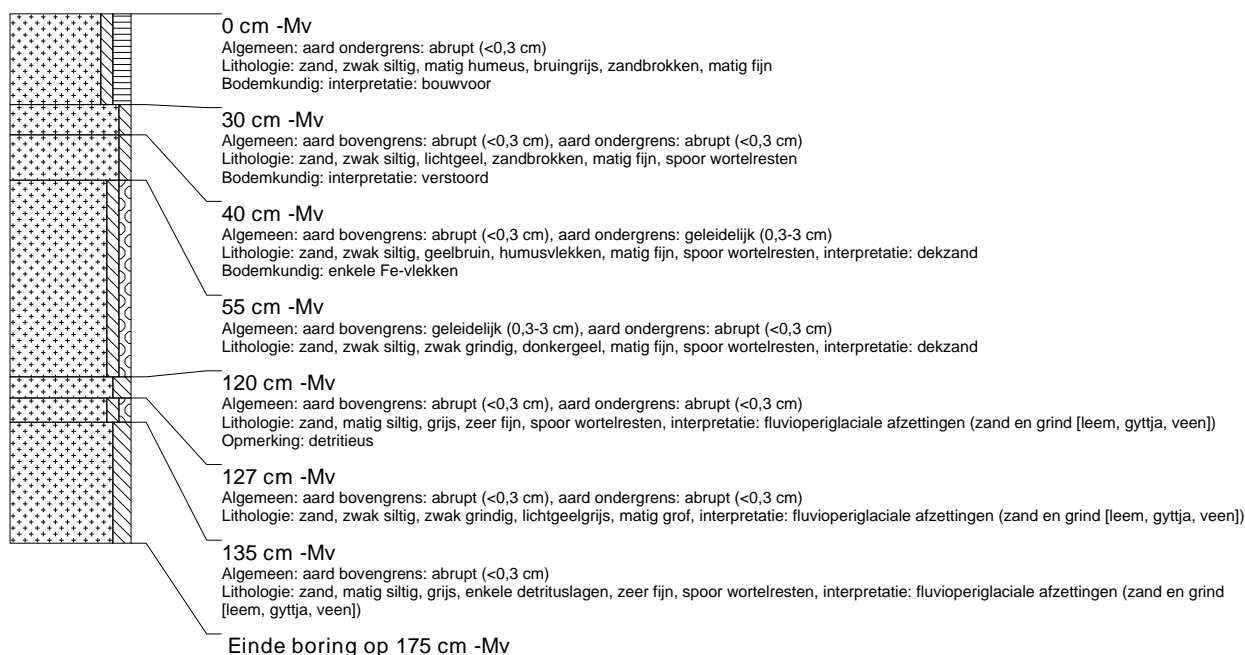 0 cm -Mv
Algemeen: aard ondergrens: abrupt (<0,3 cm)
Lithologie: zand, zwak siltig, matig humeus, bruingrijs, zandbrokken, matig fijn
Bodemkundig: interpretatie: bouwvoor
30 cm -Mv
Algemeen: aard bovengrens: abrupt (<0,3 cm), aard ondergrens: abrupt (<0,3 cm)
Lithologie: zand, zwak siltig, lichtgeel, zandbrokken, matig fijn, spoor wortelresten
Bodemkundig: interpretatie: verstoord
40 cm -Mv
Algemeen: aard bovengrens: abrupt (<0,3 cm), aard ondergrens: geleidelijk (0,3-3 cm)
Lithologie: zand, zwak siltig, geelbruin, humusvlekken, matig fijn, spoor wortelresten, interpretatie: dekzand
Bodemkundig: enkele Fe-vlekken
55 cm -Mv
Algemeen: aard bovengrens: geleidelijk (0,3-3 cm), aard ondergrens: abrupt (<0,3 cm)
Lithologie: zand, zwak siltig, zwak grindig, donkergeel, matig fijn, spoor wortelresten, interpretatie: dekzand
120 cm -Mv
Algemeen: aard bovengrens: abrupt (<0,3 cm), aard ondergrens: abrupt (<0,3 cm)
Lithologie: zand, matig siltig, grijs, zeer fijn, spoor wortelresten, interpretatie: fluvioperiglaciale afzettingen (zand en grind [leem, gyttja, veen])
Opmerking: detritieus
127 cm -Mv
Algemeen: aard bovengrens: abrupt (<0,3 cm), aard ondergrens: abrupt (<0,3 cm)
Lithologie: zand, zwak siltig, zwak grindig, lichtgeelgrijs, matig grof, interpretatie: fluvioperiglaciale afzettingen (zand en grind [leem, gyttja, veen])
135 cm -Mv
Algemeen: aard bovengrens: abrupt (<0,3 cm)
Lithologie: zand, matig siltig, grijs, enkele detrituslagen, zeer fijn, spoor wortelresten, interpretatie: fluvioperiglaciale afzettingen (zand en grind
[leem, gyttja, veen])
Einde boring op 175 cm -Mv